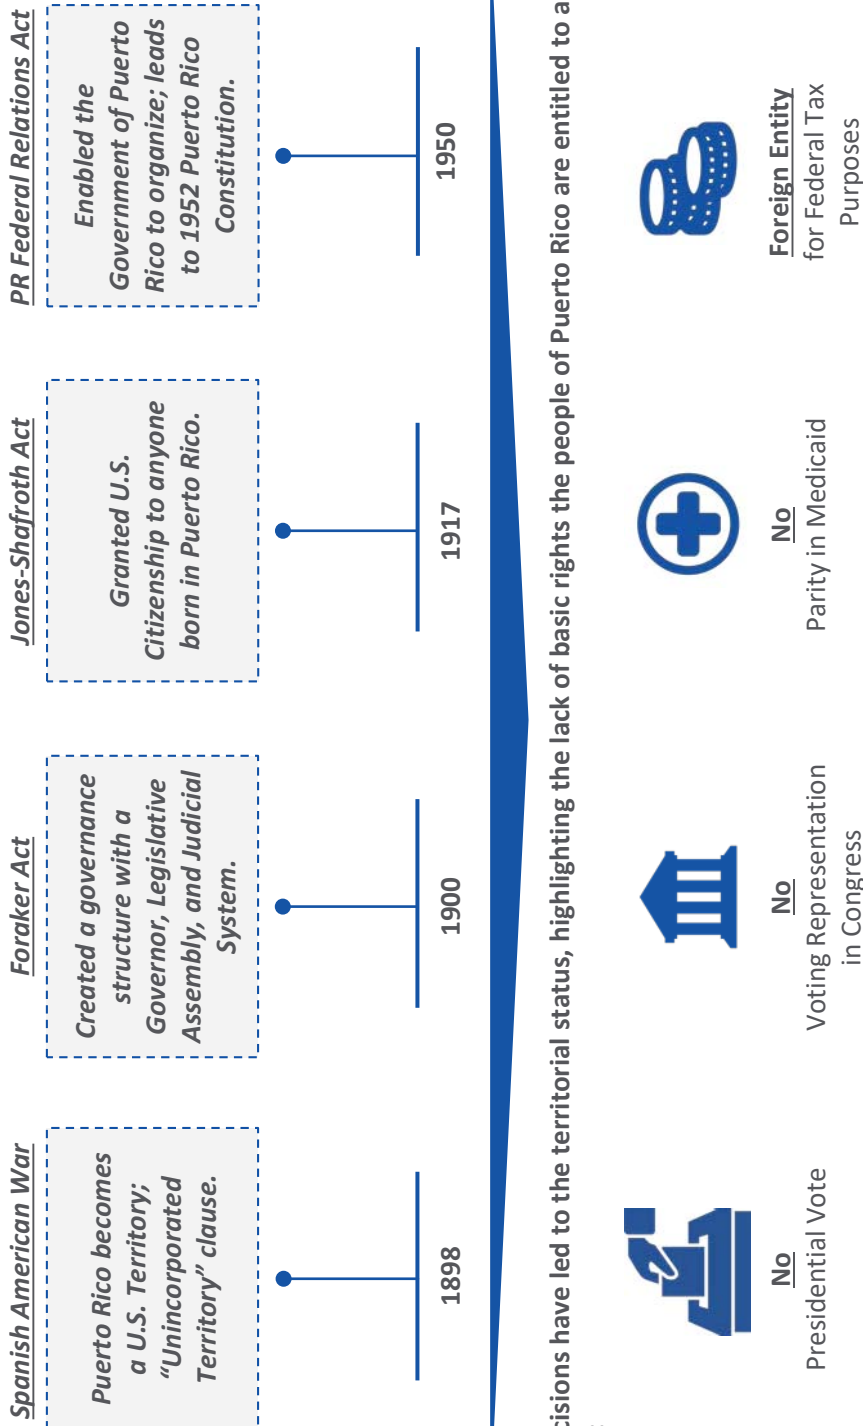 Spanish American War
Puerto Rico becomes
a U.S. Territory;
“Unincorporated
Territory” clause.
1898
Foraker Act
Created a governance
structure with a
Governor, Legislative
Assembly, and Judicial
System.
1900
Jones-Shafroth Act
Granted U.S.
Citizenship to anyone
born in Puerto Rico.
1917
PR Federal Relations Act
Enabled the
Government of Puerto
Rico to organize; leads
to 1952 Puerto Rico
Constitution.
1950
cisions have led to the territorial status, highlighting the lack of basic rights the people of Puerto Rico are entitled to a
No
Presidential Vote
No
Voting Representation
in Congress
No
Parity in Medicaid
Foreign Entity
for Federal Tax
Purposes